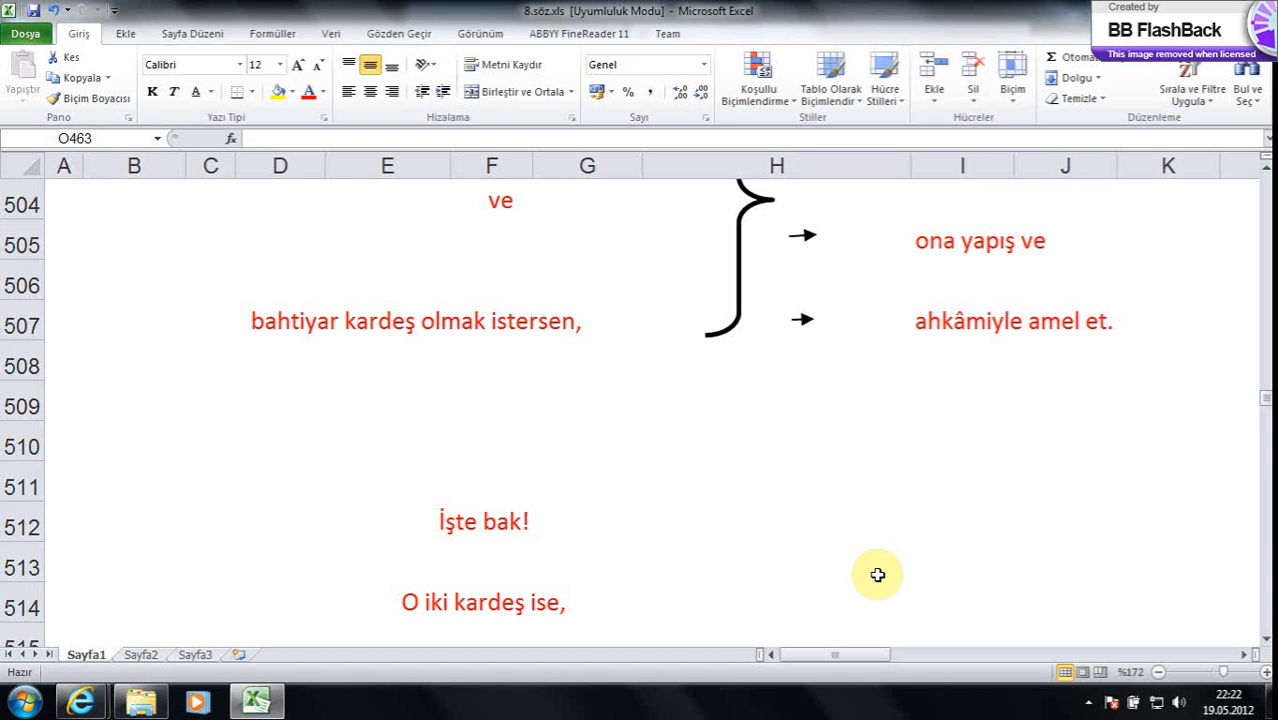 8.söz.xls [Uyumluluk Modu] - Microsoft Excel
Created by
BB FlashBack
This image removed when licensed
Dosya Giriş Ekle Sayfa Düzeni Formüller Veri Gözden Geçir Görünüm ABBYY FineReader 11 Team
Yapıştır
Kes
Kopyala
Biçim Boyacısı
Pano
Calibri 12
K T A
Yazı Tipi
Metni Kaydır
Birleştir ve Ortala
Hizalama
Genel
%
Sayı
Koşullu Biçimlendirme
Tablo Olarak Biçimlendir
Hücre Stilleri
Stiller
Ekle Sil Biçim
Hücreler
Σ
Dolgu
Temizle
Sırala ve Filtre Uygula
Bul ve Seç
Düzenleme
O463 fx
A B C D E F G H I J K
504 ve
505 ona yapış ve
506
507 bahtiyar kardeş olmak istersen, ahkâmiyle amel et.
508
509
510
511
512 İşte bak!
513
514 O iki kardeş ise,
515
Sayfa1 Sayfa2 Sayfa3
Hazır %172
22:22
19.05.2012